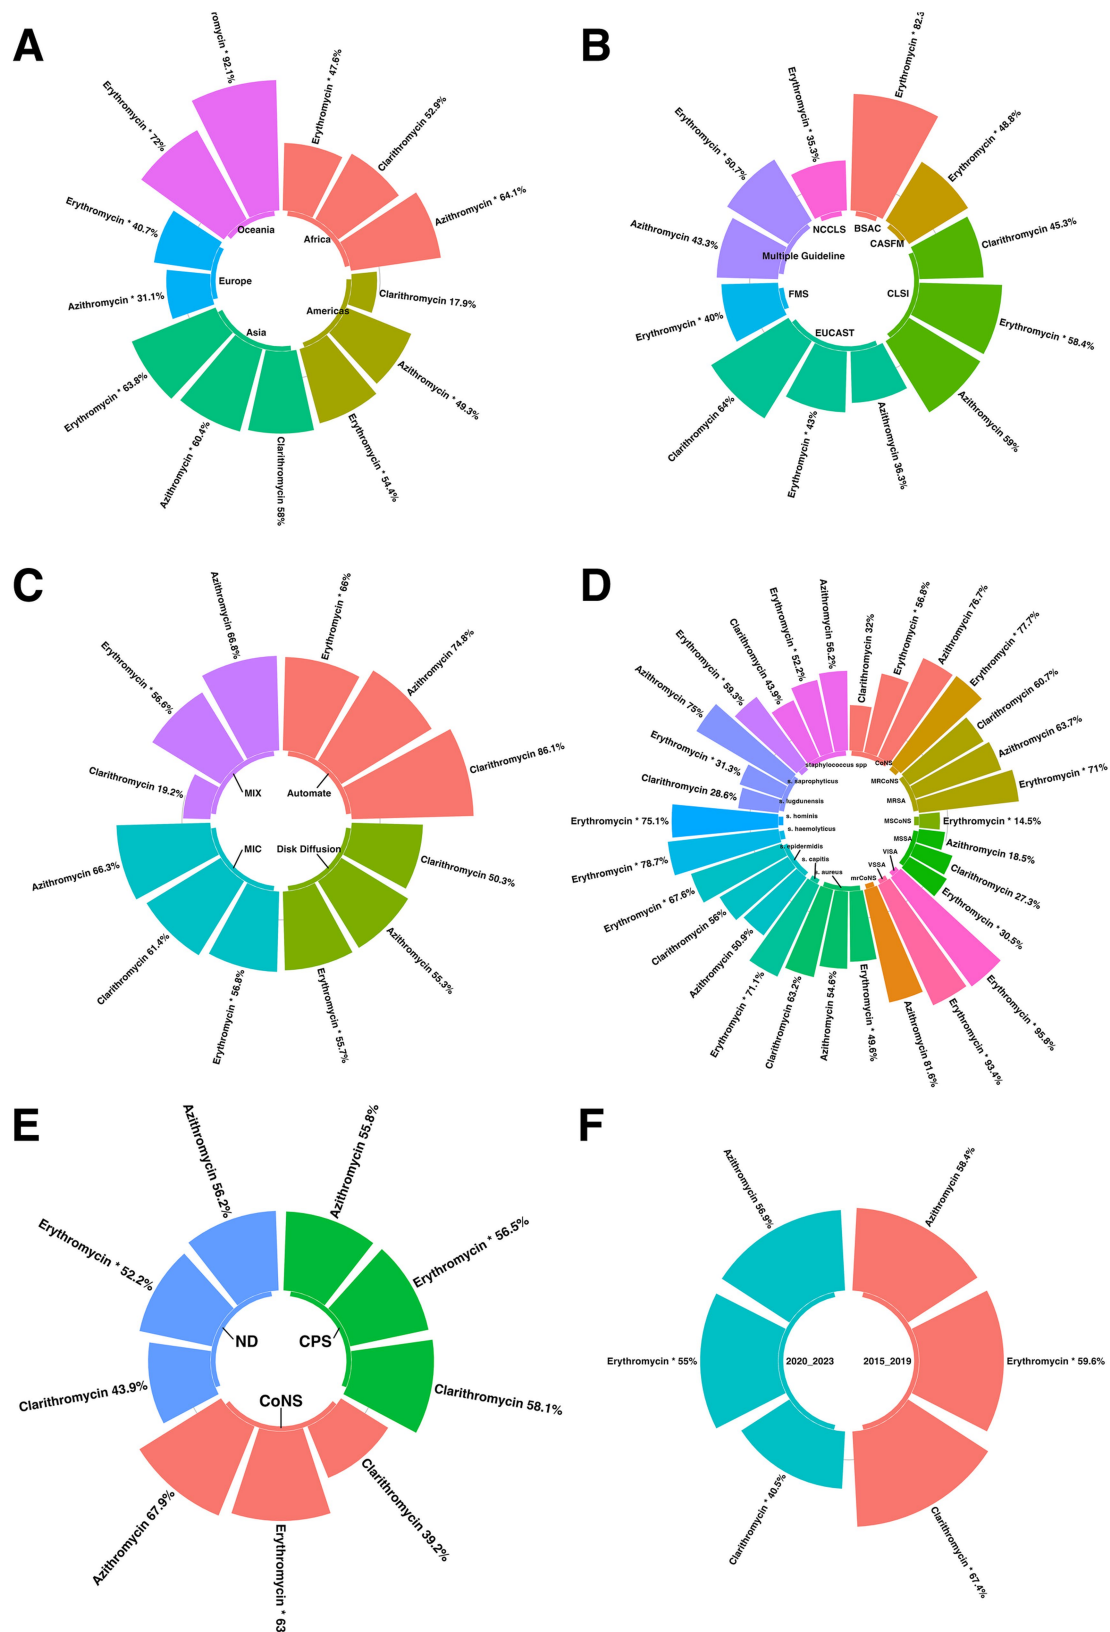 A
romycin * 92.1%
Erythromycin * 47.6%
Clarithromycin 52.9%
Azithromycin * 64.1%
Clarithromycin 17.9%
Azithromycin * 49.3%
Erythromycin * 54.4%
Clarithromycin 58%
Azithromycin * 60.4%
Erythromycin * 63.8%
Azithromycin * 31.1%
Erythromycin * 40.7%
Erythromycin * 72%
Oceania
Africa
Europe
Americas
Asia
B
Erythromycin * 82.3
Erythromycin * 48.8%
Clarithromycin 45.3%
Erythromycin * 58.4%
Azithromycin 59%
Azithromycin 36.3%
Erythromycin * 43%
Clarithromycin 64%
Erythromycin * 40%
Azithromycin 43.3%
Erythromycin * 50.7%
Erythromycin * 35.3%
NCCLS
BSAC
CASFM
Multiple Guideline
FMS
CLSI
EUCAST
C
Erythromycin * 66%
Azithromycin 74.8%
Clarithromycin 86.1%
Clarithromycin 50.3%
Azithromycin 55.3%
Erythromycin * 55.7%
Erythromycin * 56.8%
Clarithromycin 61.4%
Azithromycin 66.3%
Clarithromycin 19.2%
Erythromycin * 56.6%
Azithromycin 66.8%
MIX
Automate
MIC
Disk Diffusion
D
Clarithromycin 32%
Erythromycin * 56.8%
Azithromycin 76.7%
Erythromycin * 77.7%
Clarithromycin 60.7%
Azithromycin 63.7%
Erythromycin * 71%
Erythromycin * 14.5%
Azithromycin 18.5%
Clarithromycin 27.3%
Erythromycin * 30.5%
Erythromycin * 95.8%
Erythromycin * 93.4%
Azithromycin 81.6%
Erythromycin * 49.6%
Azithromycin 54.6%
Clarithromycin 63.2%
Erythromycin * 71.1%
Azithromycin 50.9%
Clarithromycin 56%
Erythromycin * 67.6%
Erythromycin * 78.7%
Erythromycin * 75.1%
Clarithromycin 28.6%
Erythromycin * 31.3%
Azithromycin 75%
Erythromycin * 59.3%
Clarithromycin 43.9%
Erythromycin * 52.2%
Azithromycin 56.2%
staphylococcus spp
CoNS
s. saprophyticus
MRCoNS
s. lugdunensis
MRSA
s. hominis
MSCoNS
s. haemolyticus
MSSA
s. epidermidis
VISA
s. capitis
VSSA
s. aureus
mrCoNS
E
Azithromycin 55.8%
Erythromycin * 56.5%
Clarithromycin 58.1%
Clarithromycin 39.2%
Erythromycin * 63
Azithromycin 67.9%
Clarithromycin 43.9%
Erythromycin * 52.2%
Azithromycin 56.2%
ND
CPS
CoNS
F
Azithromycin 58.4%
Erythromycin * 59.6%
Clarithromycin * 67.4%
Clarithromycin * 40.5%
Erythromycin * 55%
Azithromycin 56.9%
2020_2023
2015_2019